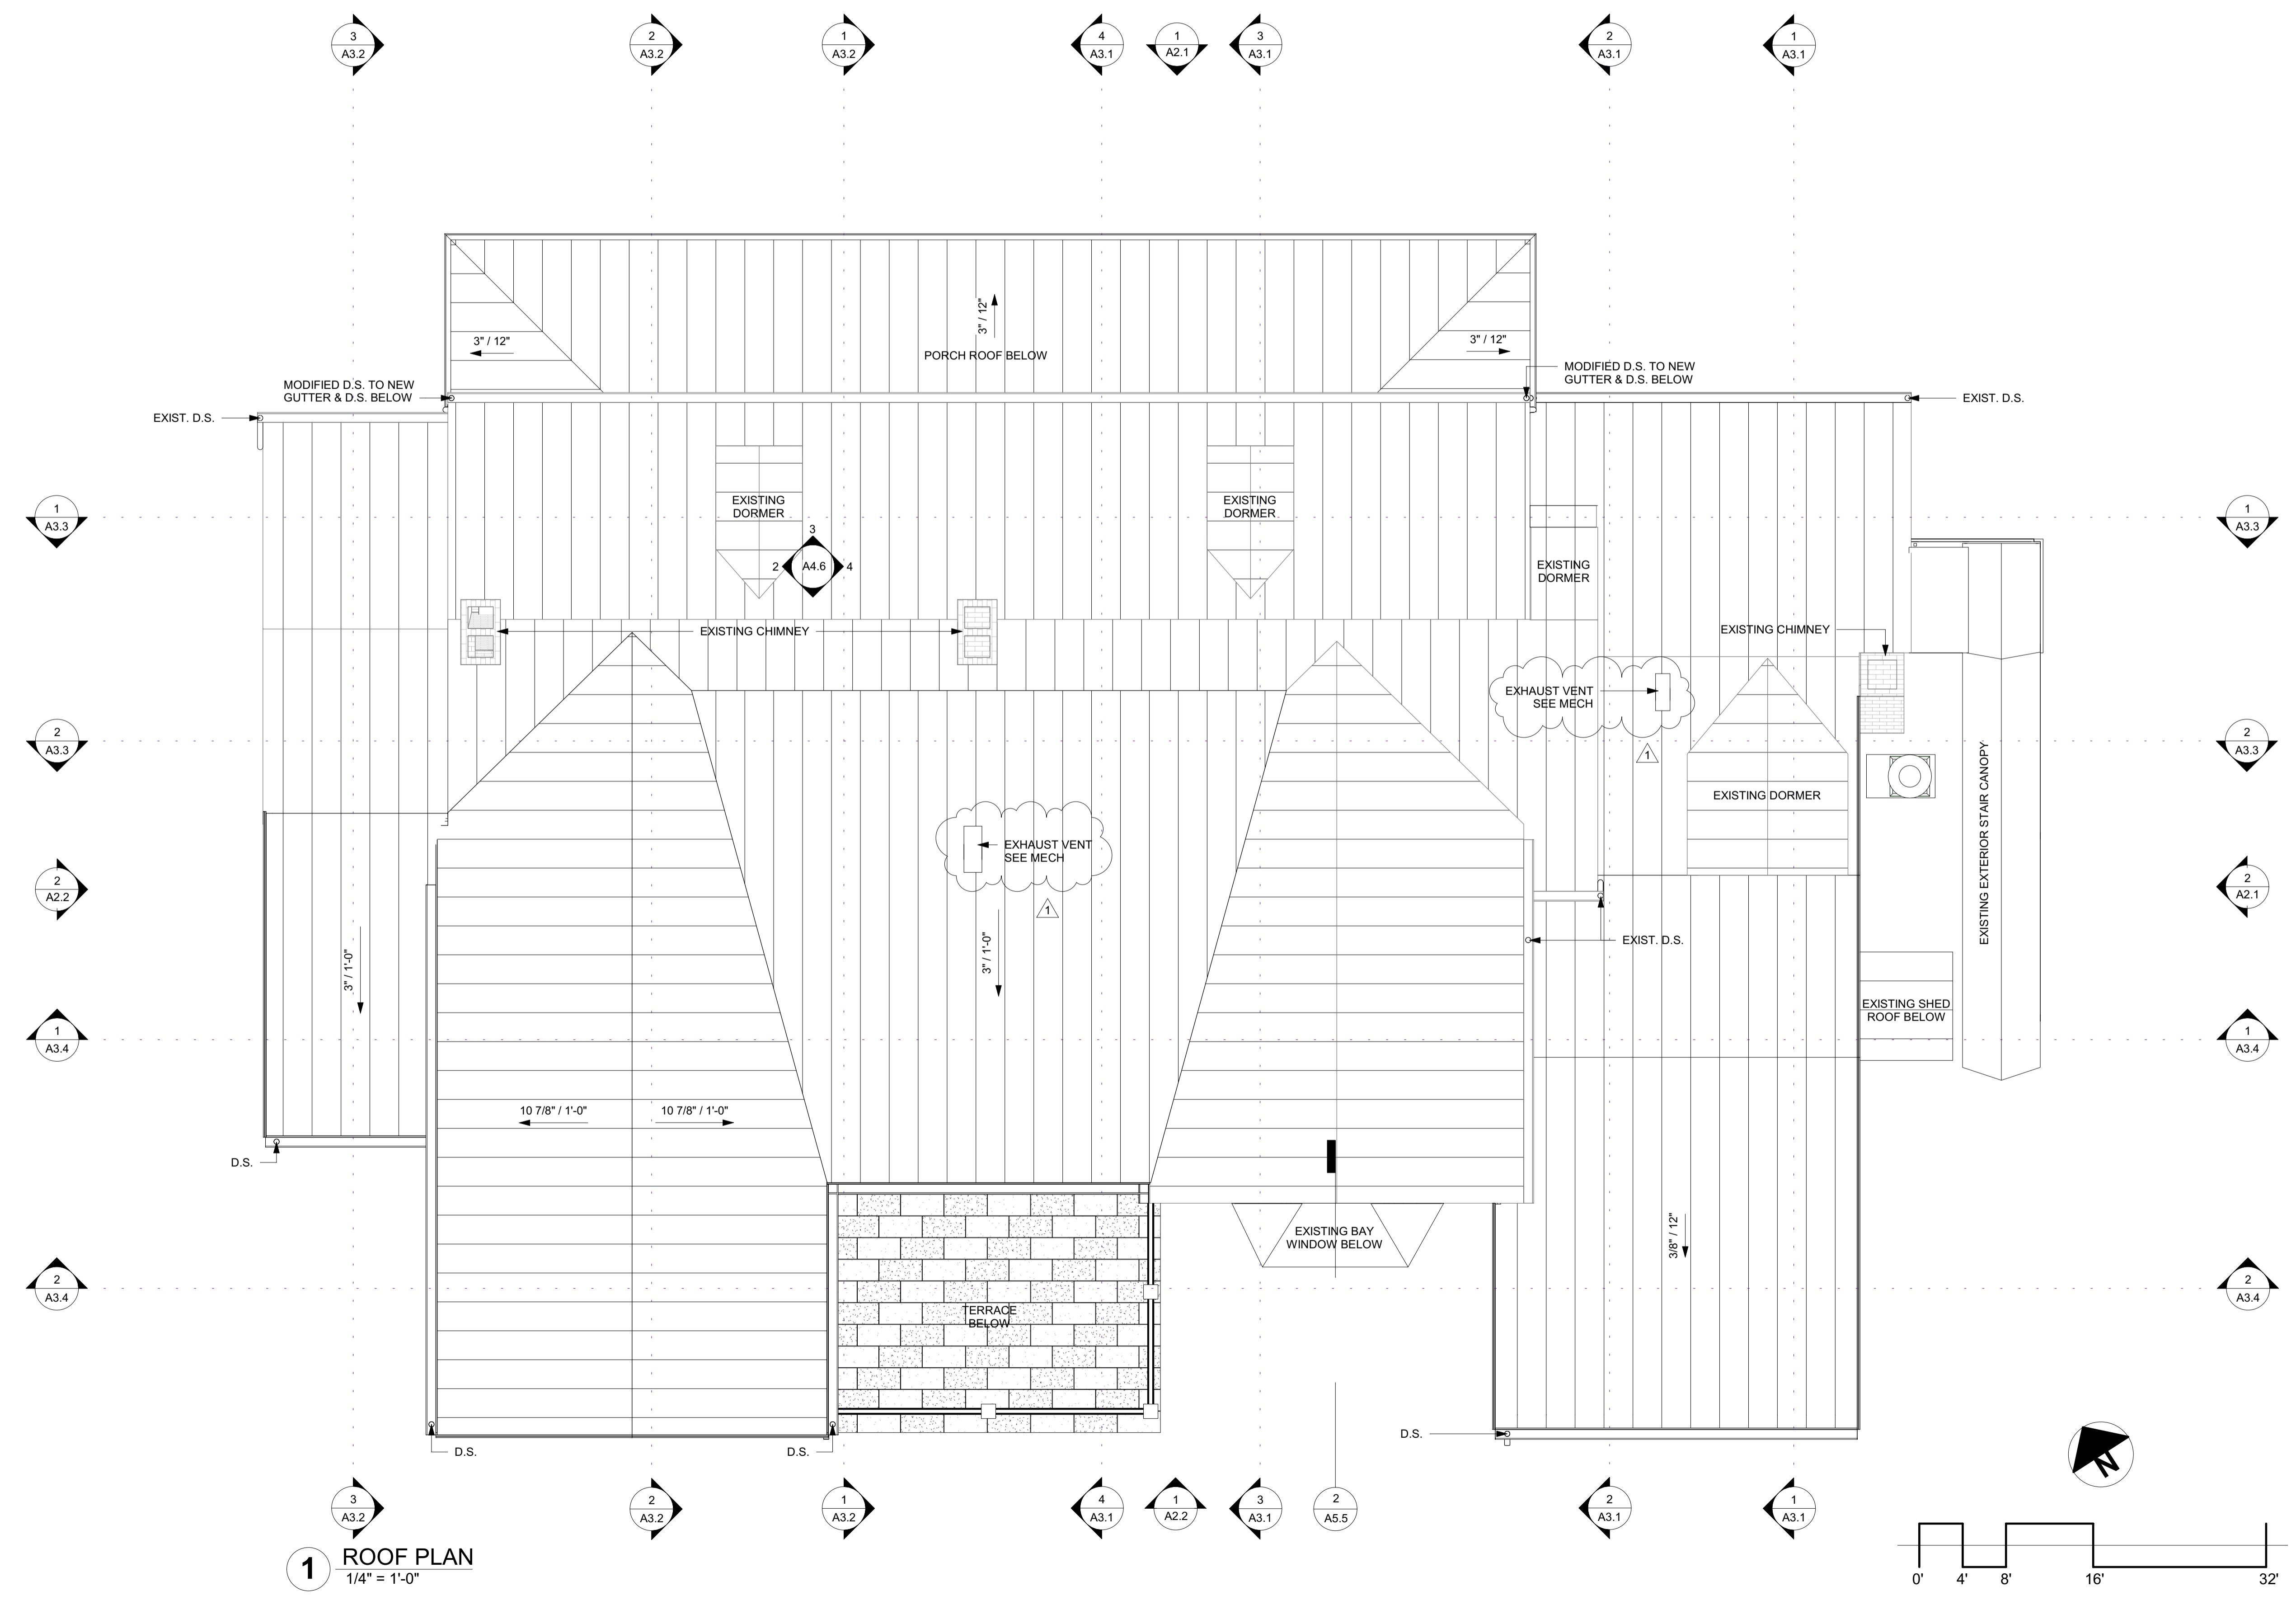 3
A3.2
2
A3.2
1
A3.2
4
A3.1
1
A2.1
3
A3.1
2
A3.1
1
A3.1
3" / 12"
3" / 12"
3" / 12"
PORCH ROOF BELOW
MODIFIED D.S. TO NEW
GUTTER & D.S. BELOW
MODIFIED D.S. TO NEW
GUTTER & D.S. BELOW
EXIST. D.S.
EXIST. D.S.
1
A3.3
EXISTING
DORMER
EXISTING
DORMER
1
A3.3
3
2
A4.6
4
EXISTING
DORMER
EXISTING CHIMNEY
EXISTING CHIMNEY
EXHAUST VENT
SEE MECH
1
2
A3.3
2
A3.3
EXISTING DORMER
EXISTING EXTERIOR STAIR CANOPY
EXHAUST VENT
SEE MECH
1
2
A2.2
2
A2.1
3" / 1'-0"
3" / 1'-0"
EXIST. D.S.
EXISTING SHED
ROOF BELOW
1
A3.4
1
A3.4
10 7/8" / 1'-0"
10 7/8" / 1'-0"
D.S.
EXISTING BAY
WINDOW BELOW
3/8" / 12"
2
A3.4
2
A3.4
TERRACE
BELOW
D.S.
D.S.
D.S.
N
3
A3.2
2
A3.2
1
A3.2
4
A3.1
1
A2.2
3
A3.1
2
A5.5
2
A3.1
1
A3.1
1
ROOF PLAN
1/4" = 1'-0"
0'
4'
8'
16'
32'